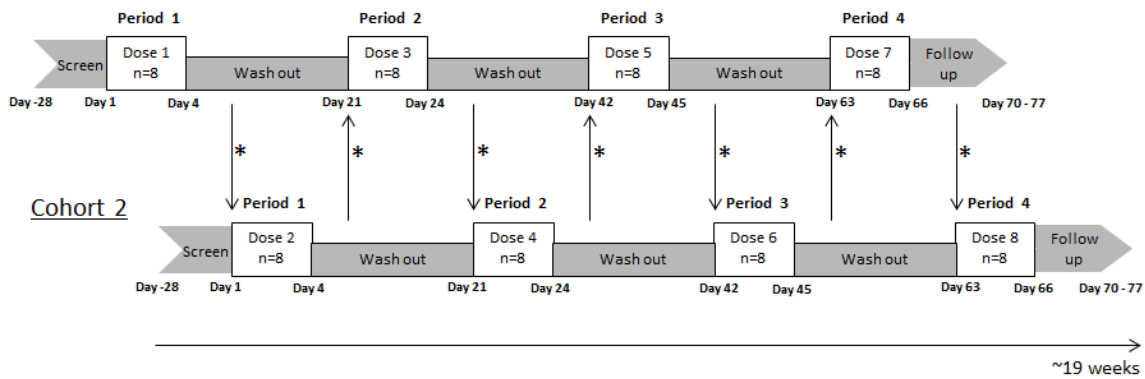 Period 1 Period 2 Period 3 Period 4
Screen Dose 1 n=8 Wash out Dose 3 n=8 Wash out Dose 5 n=8 Wash out Dose 7 n=8 Follow up
Day -28 Day 1 Day 4 Day 21 Day 24 Day 42 Day 45 Day 63 Day 66 Day 70 - 77
* * * * * * *
Cohort 2
Period 1 Period 2 Period 3 Period 4
Screen Dose 2 n=8 Wash out Dose 4 n=8 Wash out Dose 6 n=8 Wash out Dose 8 n=8 Follow up
Day -28 Day 1 Day 4 Day 21 Day 24 Day 42 Day 45 Day 63 Day 66 Day 70 - 77
~19 weeks